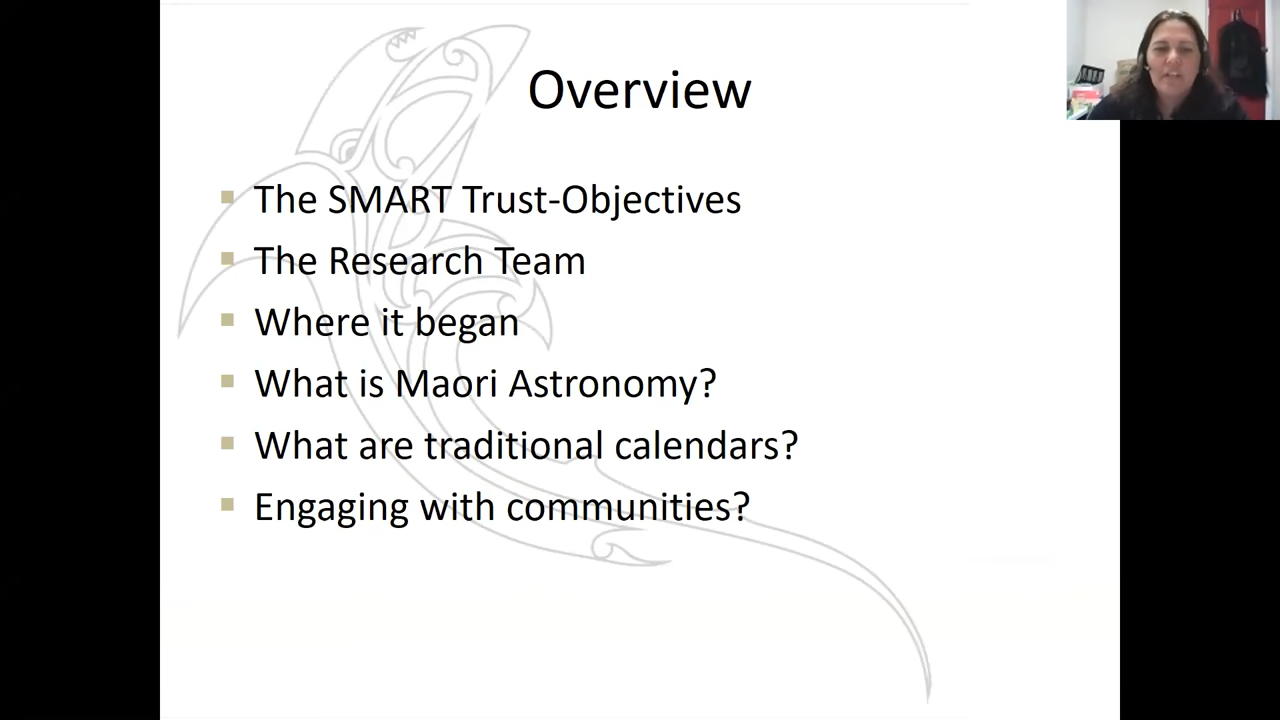 Overview
The SMART Trust-Objectives
The Research Team
Where it began
What is Maori Astronomy?
What are traditional calendars?
Engaging with communities?